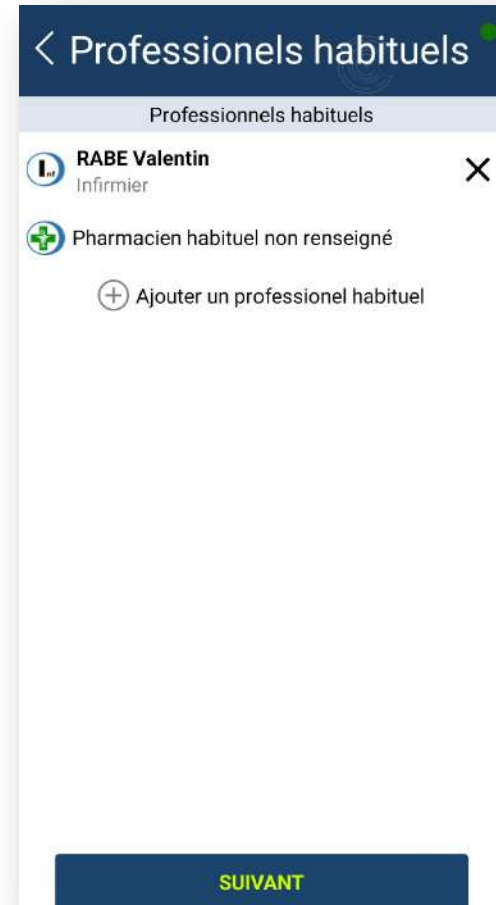 Professionels habituels
Professionnels habituels
RABE Valentin
Infirmier
Pharmacien habituel non renseigné
Ajouter un professionel habituel
SUIVANT